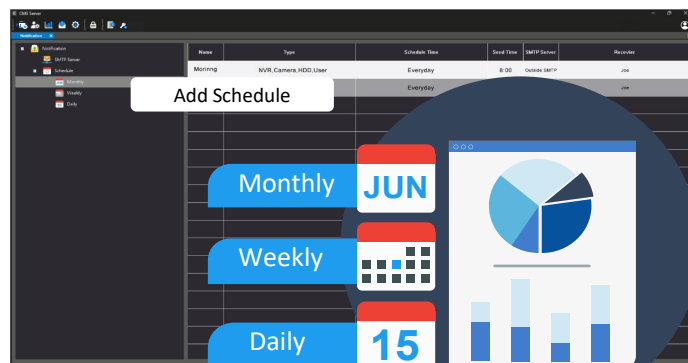 CMS Server
Notification
Notification
SMTP Server
Schedule
Monthly
Weekly
Daily
Name Type Schedule Time Send Time SMTP Server Receiver
Morinng NVR,Camera,HDD,User Everyday 8:00 Outside SMTP Joe
Everyday Joe
Add Schedule
Monthly JUN
Weekly
Daily 15